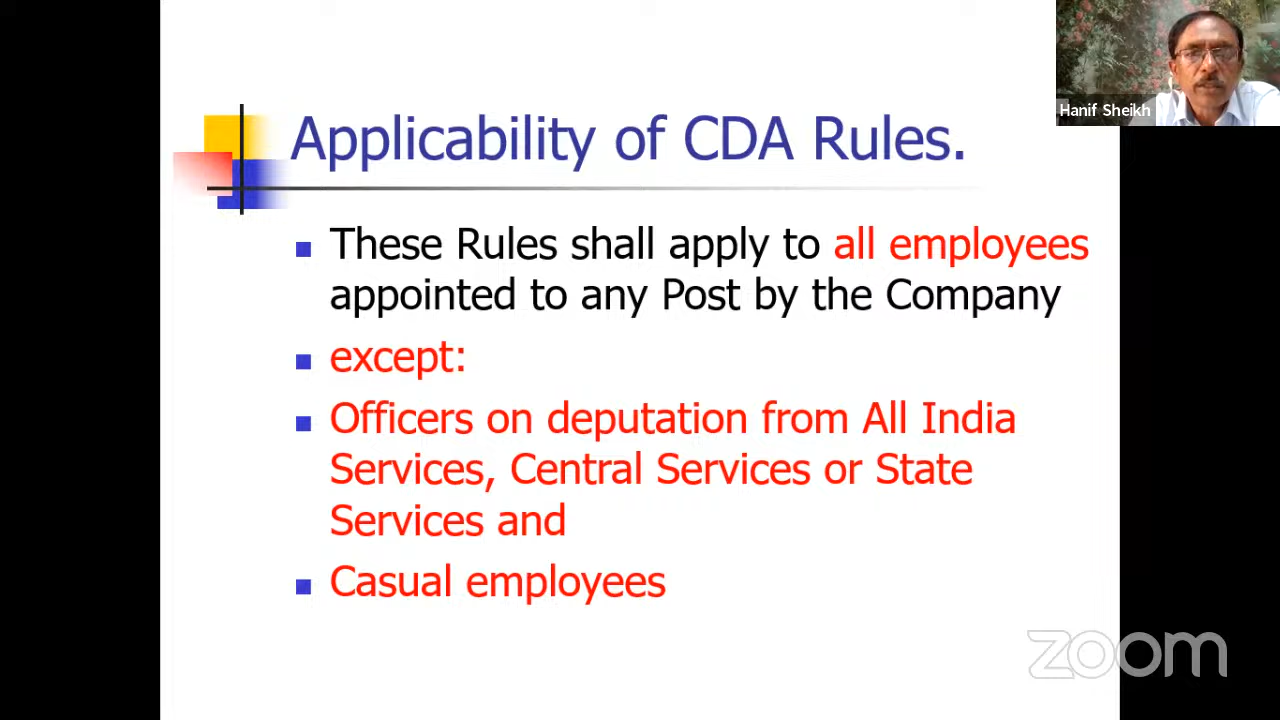 Hanif Sheikh
Applicability of CDA Rules.
These Rules shall apply to all employees
appointed to any Post by the Company
except:
Officers on deputation from All India
Services, Central Services or State
Services and
Casual employees
zoom